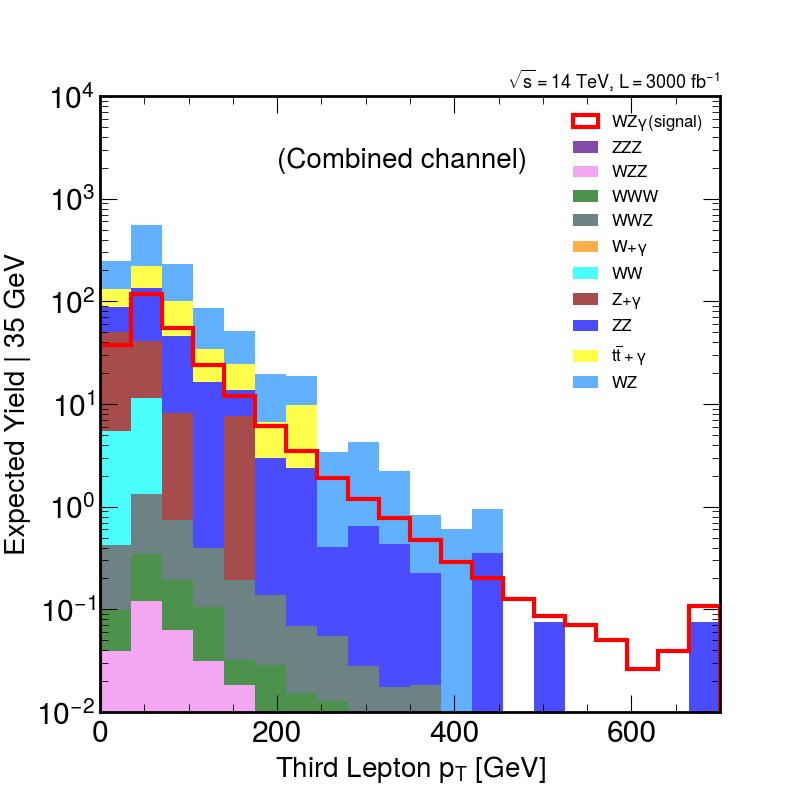 √s = 14 TeV, L = 3000 fb⁻¹
(Combined channel)
WZγ(signal)
ZZZ
WZZ
WWW
WWZ
W+γ
WW
Z+γ
ZZ
tt̄ + γ
WZ
Expected Yield | 35 GeV
10⁴
10³
10²
10¹
10⁰
10⁻¹
10⁻²
0 200 400 600
Third Lepton p_T [GeV]